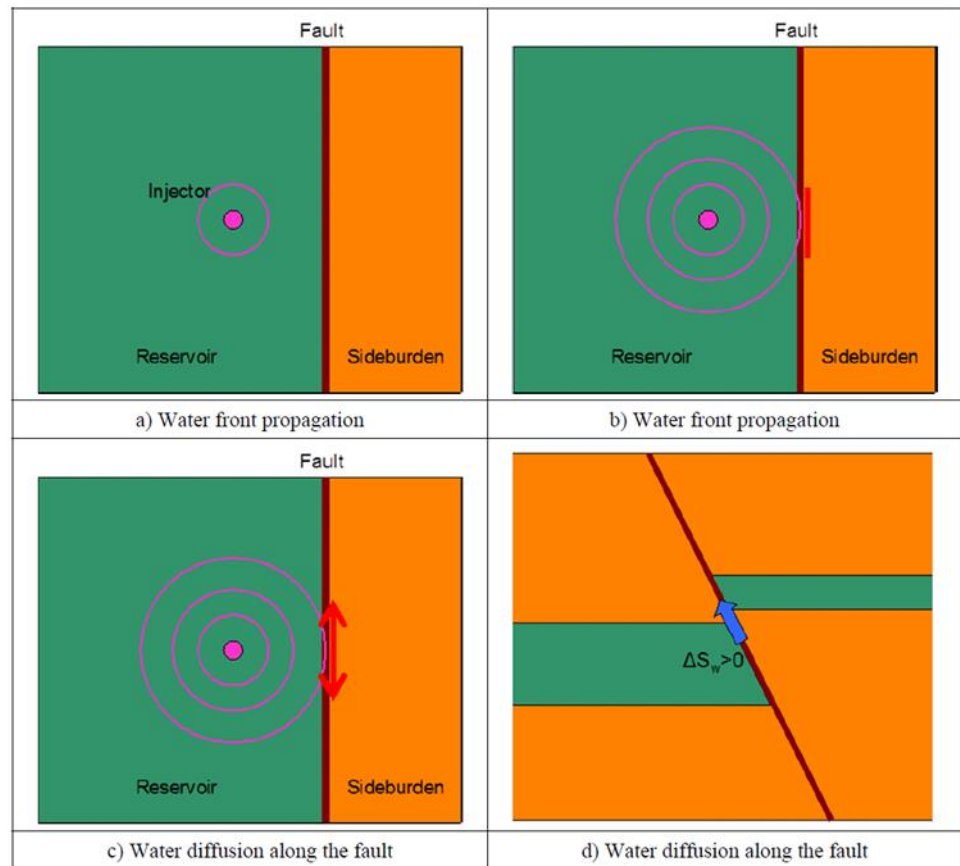 Fault
Injector
Reservoir
Sideburden
a) Water front propagation
Fault
Reservoir
Sideburden
b) Water front propagation
Fault
Reservoir
Sideburden
c) Water diffusion along the fault
ΔSw>0
d) Water diffusion along the fault